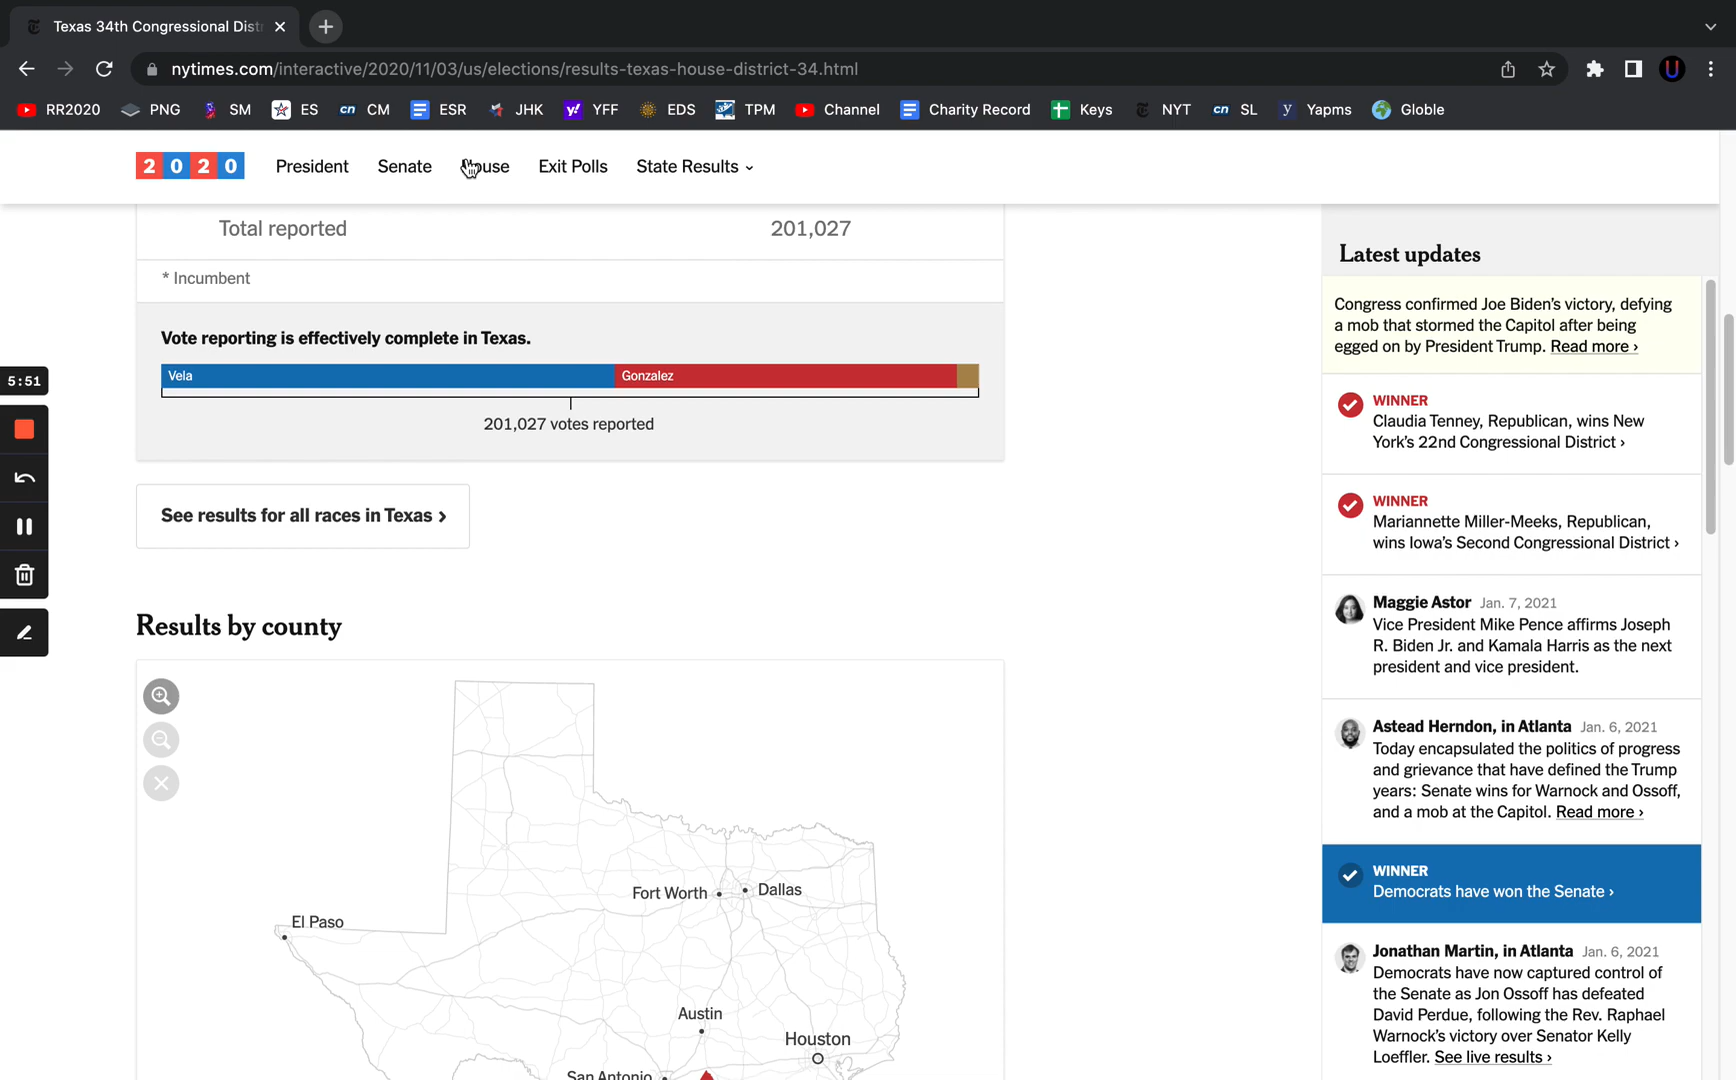 Texas 34th Congressional Dist
nytimes.com/interactive/2020/11/03/us/elections/results-texas-house-district-34.html
RR2020 PNG SM ES CM ESR JHK YFF EDS TPM Channel Charity Record Keys NYT SL Yapms Globle
2020 President Senate House Exit Polls State Results
Total reported 201,027
* Incumbent
Vote reporting is effectively complete in Texas.
Vela Gonzalez
201,027 votes reported
See results for all races in Texas ›
Results by county
El Paso
Fort Worth
Dallas
Austin
Houston
San Antonio
5:51
Latest updates
Congress confirmed Joe Biden's victory, defying
a mob that stormed the Capitol after being
egged on by President Trump. Read more ›
WINNER
Claudia Tenney, Republican, wins New
York's 22nd Congressional District ›
WINNER
Mariannette Miller-Meeks, Republican,
wins Iowa's Second Congressional District ›
Maggie Astor Jan. 7, 2021
Vice President Mike Pence affirms Joseph
R. Biden Jr. and Kamala Harris as the next
president and vice president.
Astead Herndon, in Atlanta Jan. 6, 2021
Today encapsulated the politics of progress
and grievance that have defined the Trump
years: Senate wins for Warnock and Ossoff,
and a mob at the Capitol. Read more ›
WINNER
Democrats have won the Senate ›
Jonathan Martin, in Atlanta Jan. 6, 2021
Democrats have now captured control of
the Senate as Jon Ossoff has defeated
David Perdue, following the Rev. Raphael
Warnock's victory over Senator Kelly
Loeffler. See live results ›